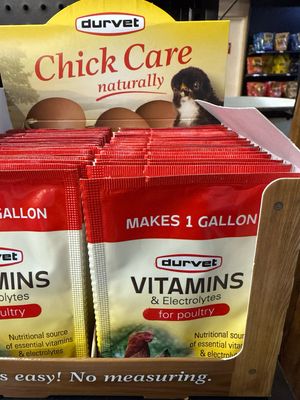 durvet
Chick Care
naturally
GALLON
durvet
VITAMINS
for poultry
Nutritional source
of essential vitamins
& electrolytes
MAKES 1 GALLON
durvet
VITAMINS
& Electrolytes
for poultry
Nutritional source
of essential vitamins
& electrolytes
easy! No measuring.